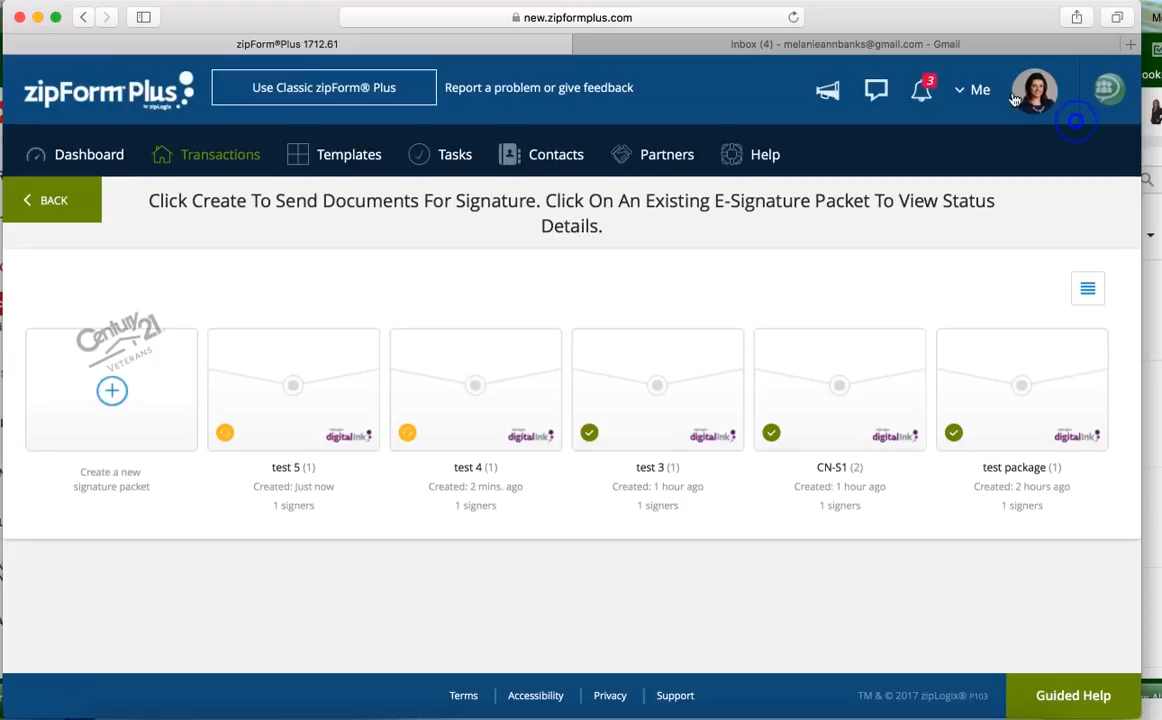 new.zipformplus.com
zipForm®Plus 1712.61
Inbox (4) - melanieannbanks@gmail.com - Gmail
zipForm Plus
by zipLogix
Use Classic zipForm® Plus
Report a problem or give feedback
3
Me
Dashboard
Transactions
Templates
Tasks
Contacts
Partners
Help
BACK
Click Create To Send Documents For Signature. Click On An Existing E-Signature Packet To View Status
Details.
Century 21
VETERANS
digitalink
digitalink
digitalink
digitalink
digitalink
Create a new
signature packet
test 5 (1)
Created: Just now
1 signers
test 4 (1)
Created: 2 mins. ago
1 signers
test 3 (1)
Created: 1 hour ago
1 signers
CN-S1 (2)
Created: 1 hour ago
1 signers
test package (1)
Created: 2 hours ago
1 signers
Terms
Accessibility
Privacy
Support
TM & © 2017 zipLogix® P103
Guided Help